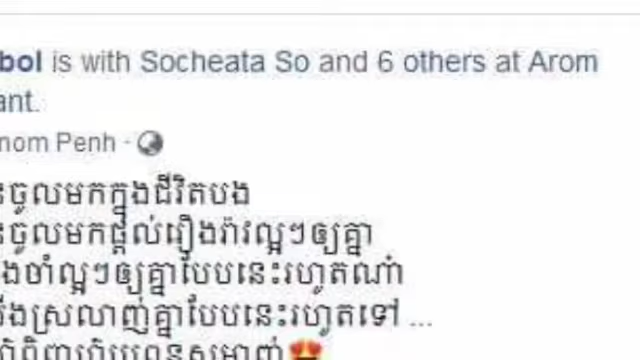 bol is with Socheata So and 6 others at Arom
ant.
nom Penh ·
ចូលមកក្នុងជីវិតបង
ចូលមកផ្ដល់រឿងរ៉ាវល្អៗឲ្យគ្នា
ងចាំល្អៗឲ្យគ្នាបែបនេះរហូតណា៎
ស្រលាញ់គ្នាបែបនេះរហូតទៅ ...